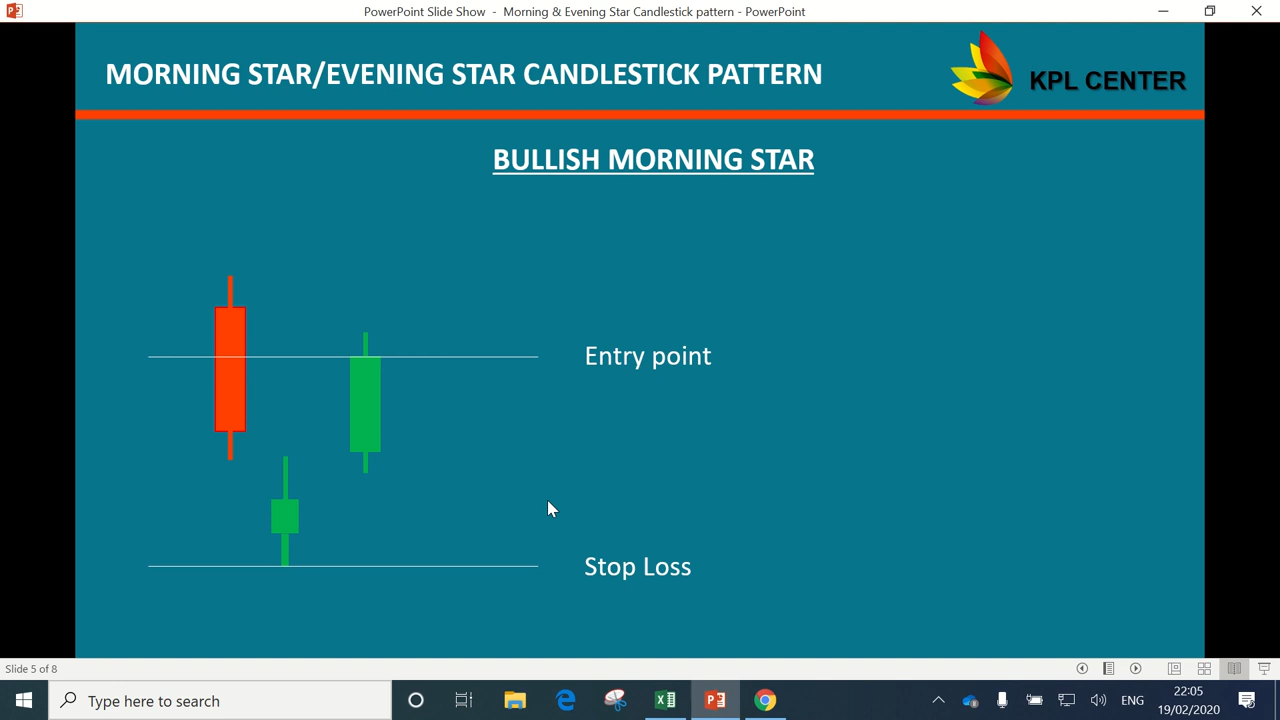 PowerPoint Slide Show - Morning & Evening Star Candlestick pattern - PowerPoint
MORNING STAR/EVENING STAR CANDLESTICK PATTERN
KPL CENTER
BULLISH MORNING STAR
Entry point
Stop Loss
Slide 5 of 8
Type here to search
ENG
22:05
19/02/2020